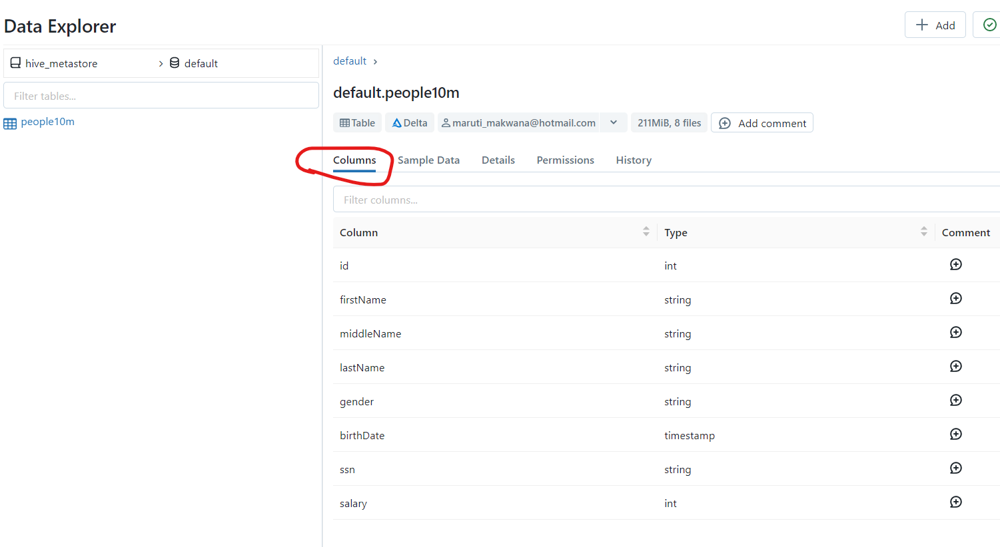 Data Explorer
Add
hive_metastore > default
Filter tables...
people10m
default >
default.people10m
Table Delta maruti_makwana@hotmail.com 211MiB, 8 files Add comment
Columns Sample Data Details Permissions History
Filter columns...
Column Type Comment
id int
firstName string
middleName string
lastName string
gender string
birthDate timestamp
ssn string
salary int